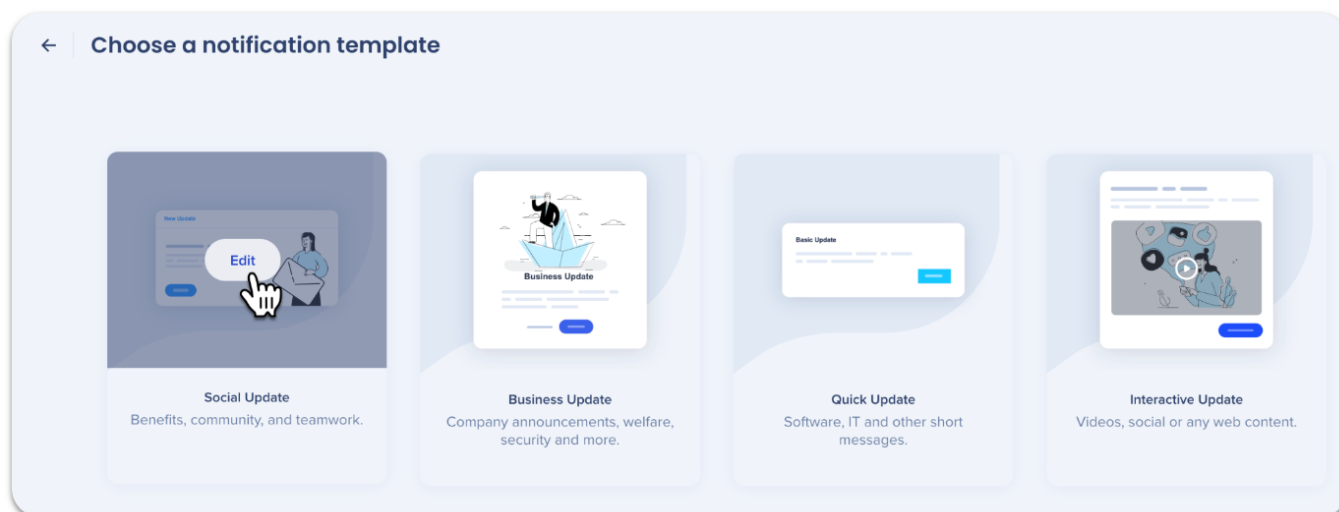 Choose a notification template
New Update
Edit
Social Update
Benefits, community, and teamwork.
Business Update
Business Update
Company announcements, welfare,
security and more.
Basic Update
Quick Update
Software, IT and other short
messages.
Interactive Update
Videos, social or any web content.